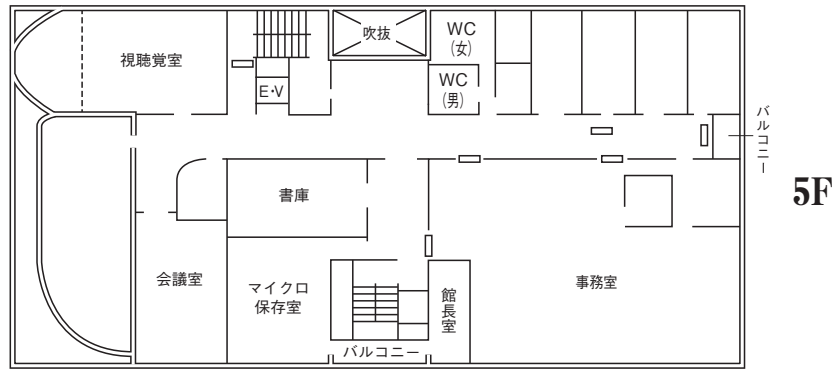 視聴覚室
吹抜
WC
(女)
WC
(男)
E・V
バルコニー
5F
書庫
会議室
マイクロ
保存室
館長室
事務室
バルコニー